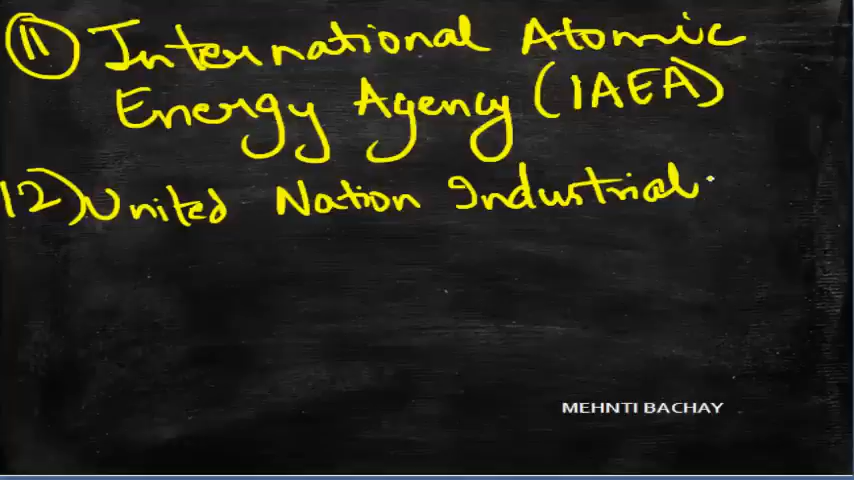 11 International Atomic
Energy Agency (IAEA)
12) United Nation Industrial
MEHNTI BACHAY